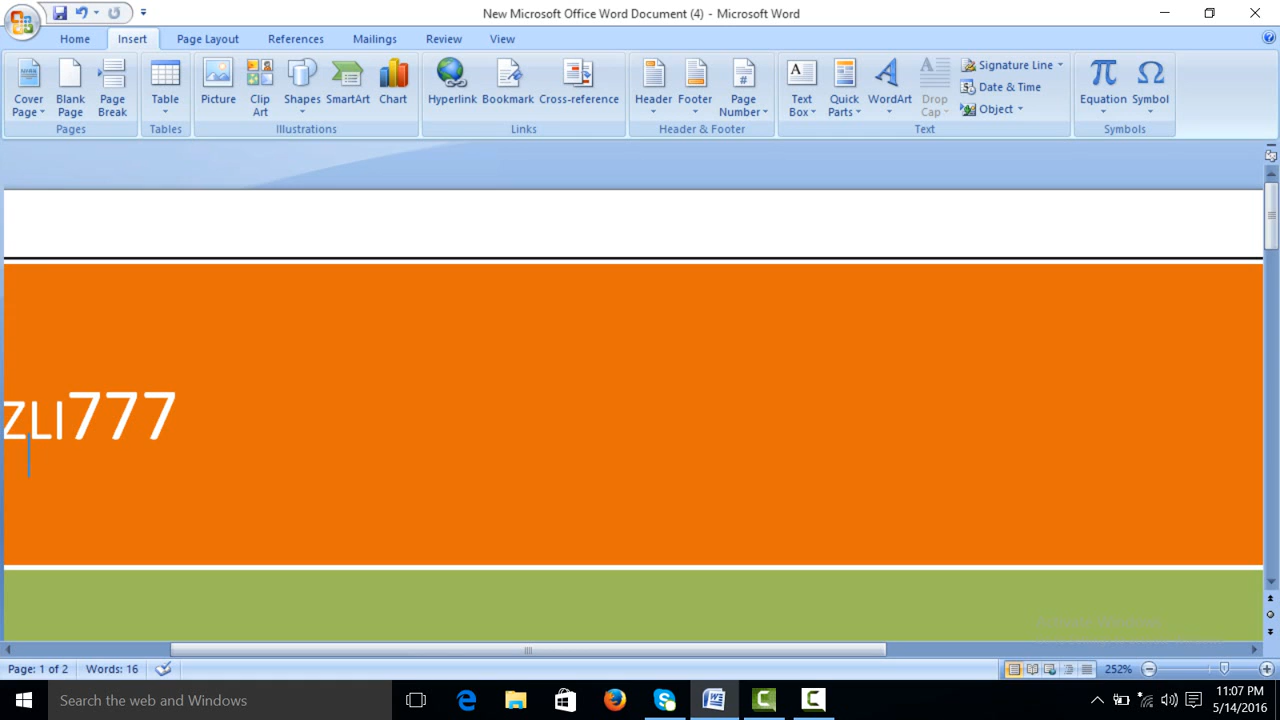 New Microsoft Office Word Document (4) - Microsoft Word
Home Insert Page Layout References Mailings Review View
Cover Page
Blank Page
Page Break
Pages
Table
Tables
Picture
Clip Art
Shapes
SmartArt
Chart
Illustrations
Hyperlink
Bookmark
Cross-reference
Links
Header
Footer
Page Number
Header & Footer
Text Box
Quick Parts
WordArt
Drop Cap
Signature Line
Date & Time
Object
Text
Equation
Symbol
Symbols
ZLI777
Page: 1 of 2 Words: 16 252%
Search the web and Windows
11:07 PM
5/14/2016